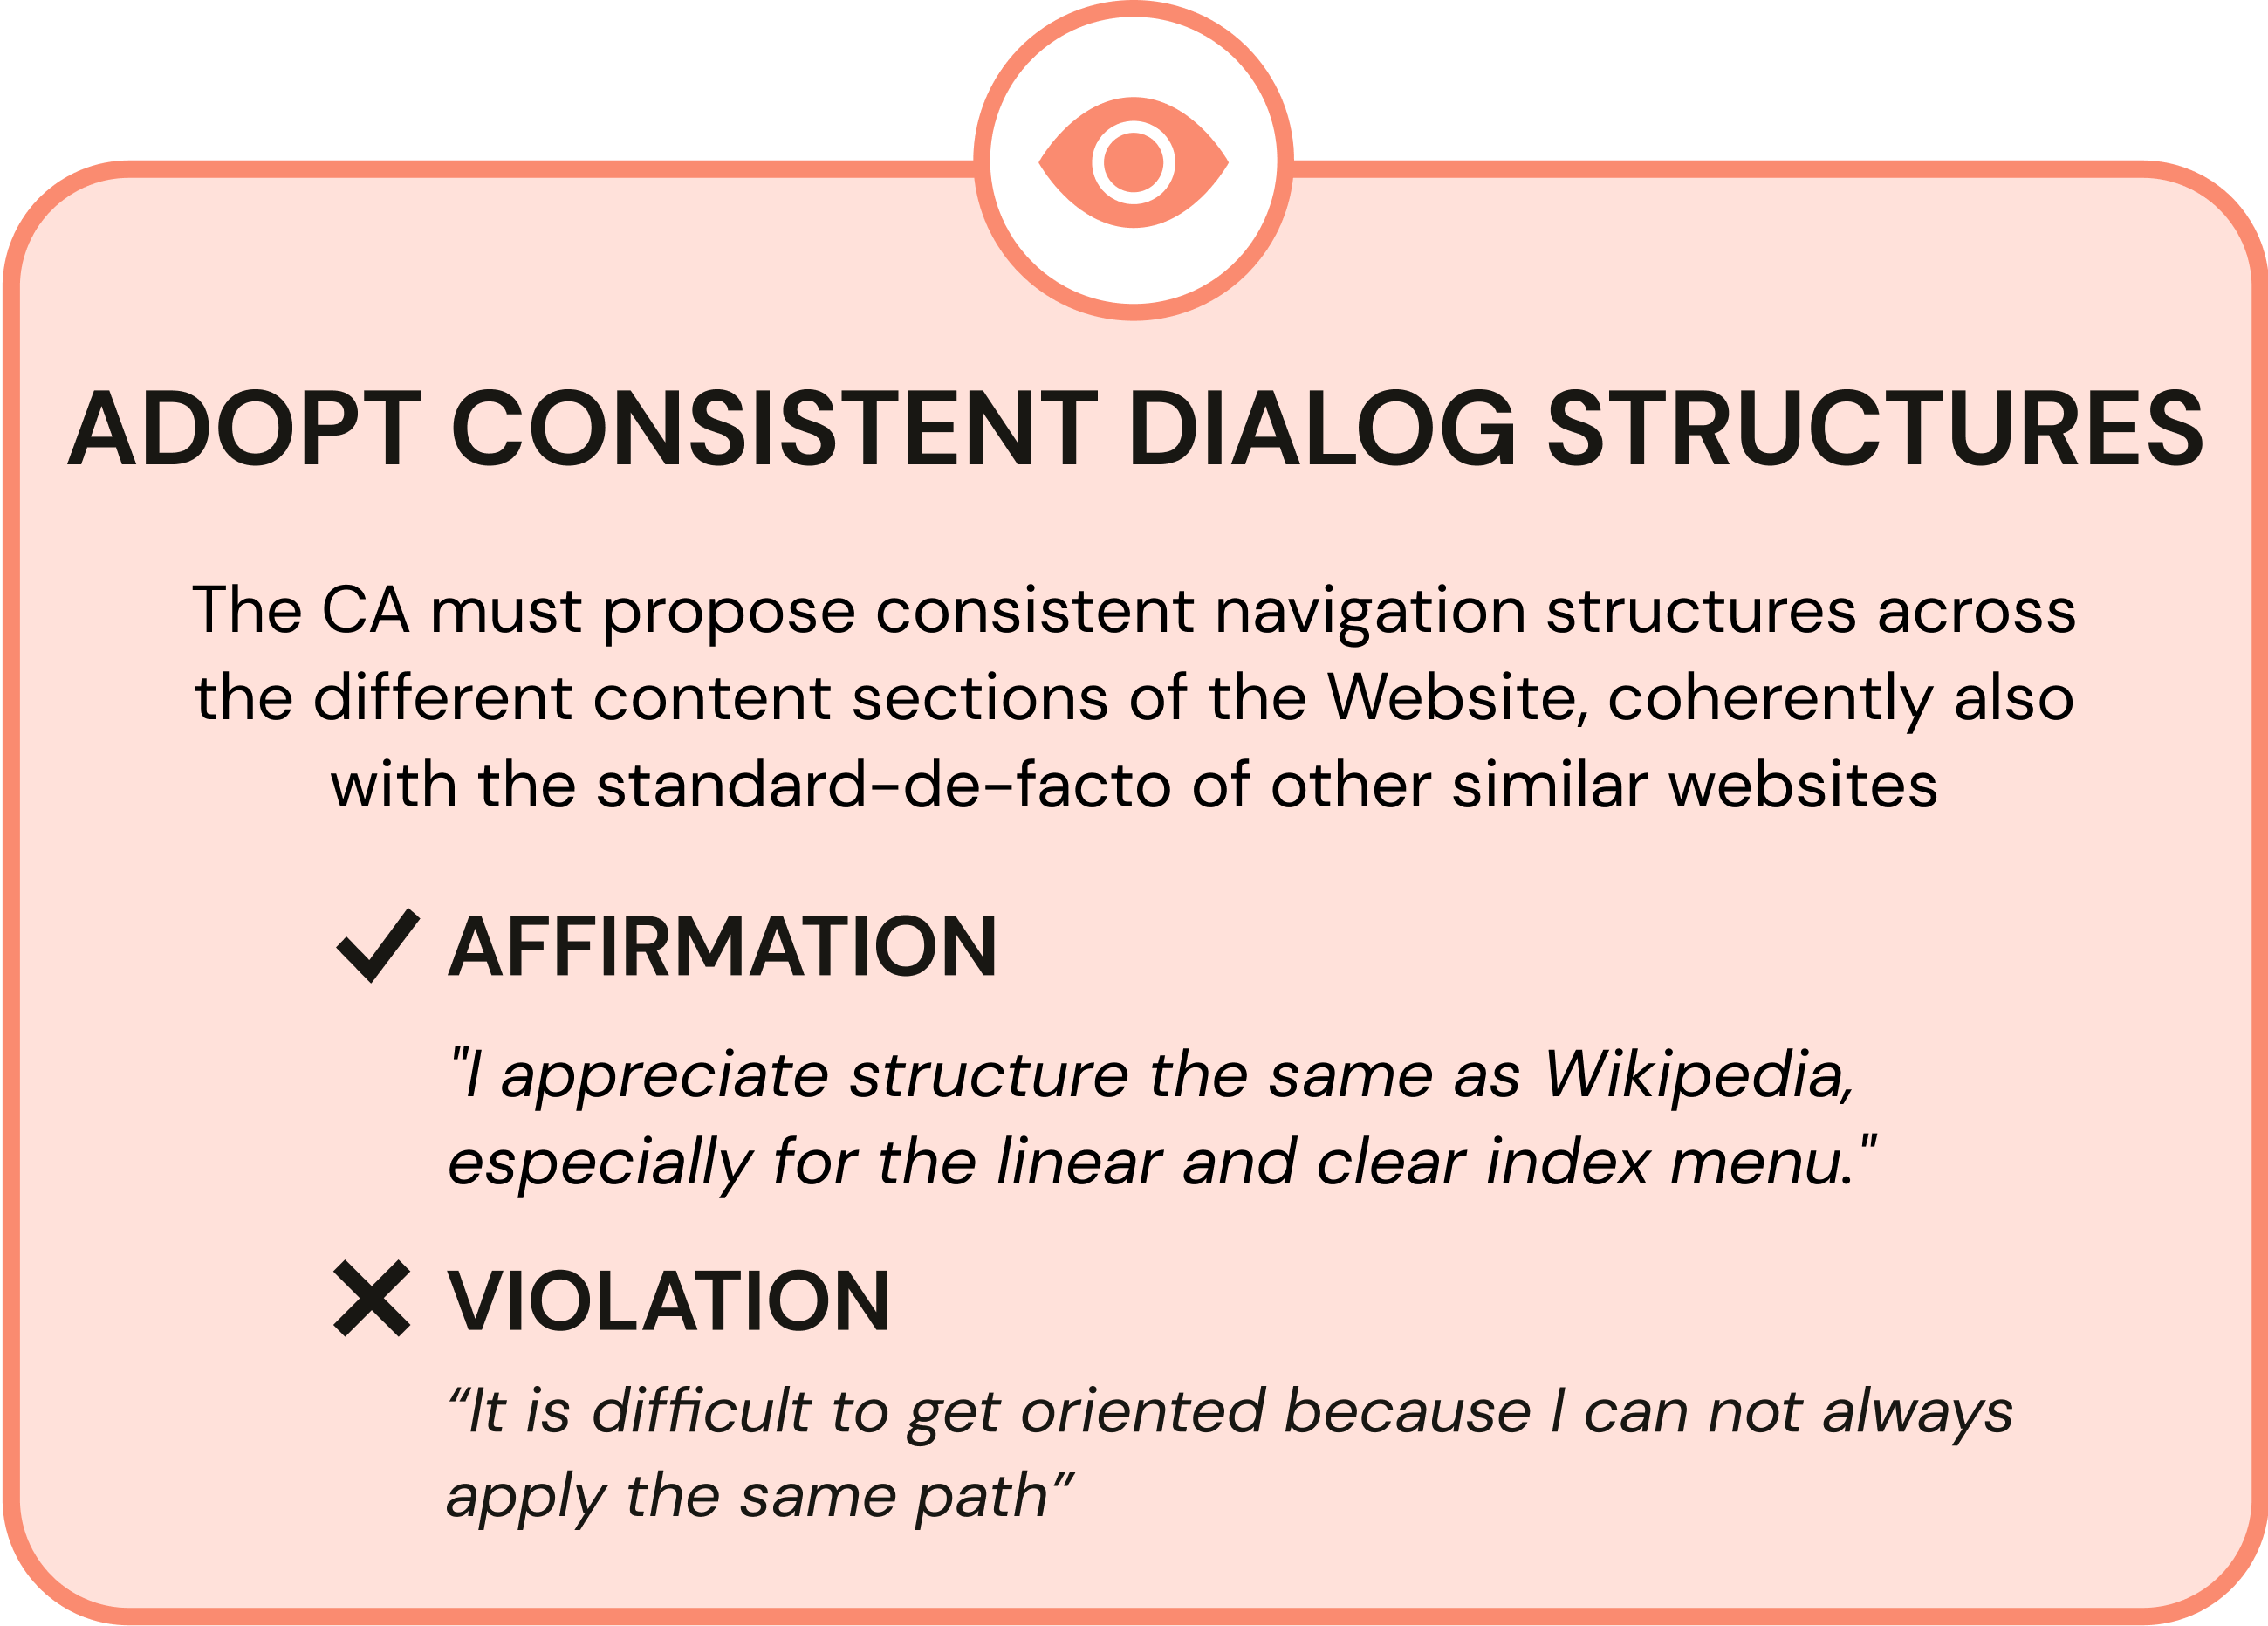 ADOPT CONSISTENT DIALOG STRUCTURES
The CA must propose consistent navigation structures across
the different content sections of the Website, coherently also
with the standard-de-facto of other similar websites
AFFIRMATION
"I appreciate structure the same as Wikipedia,
especially for the linear and clear index menu."
VIOLATION
“It is difficult to get oriented because I can not always
apply the same path”